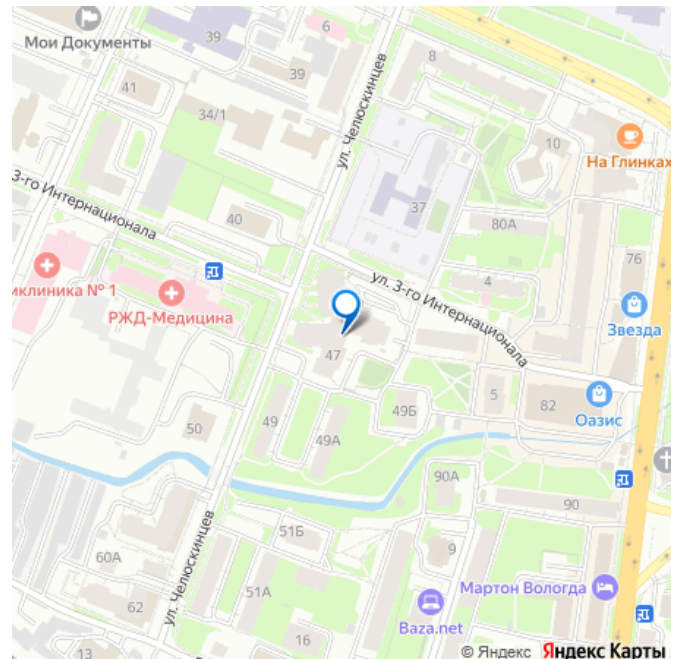 6
Мои Документы
39
8
39
41
34/1
ул. Челюскинцев
10
На Глинках
3-го Интернационала
37
40
80А
76
ул. 3-го Интернационала
4
иклиника № 1
РЖД-Медицина
Звезда
47
5
82
49Б
49
Оазис
50
49А
90А
90
51Б
9
60А
ул. Челюскинцев
51А
Мартон Вологда
62
Baza.net
16
13
© Яндекс Яндекс Карты